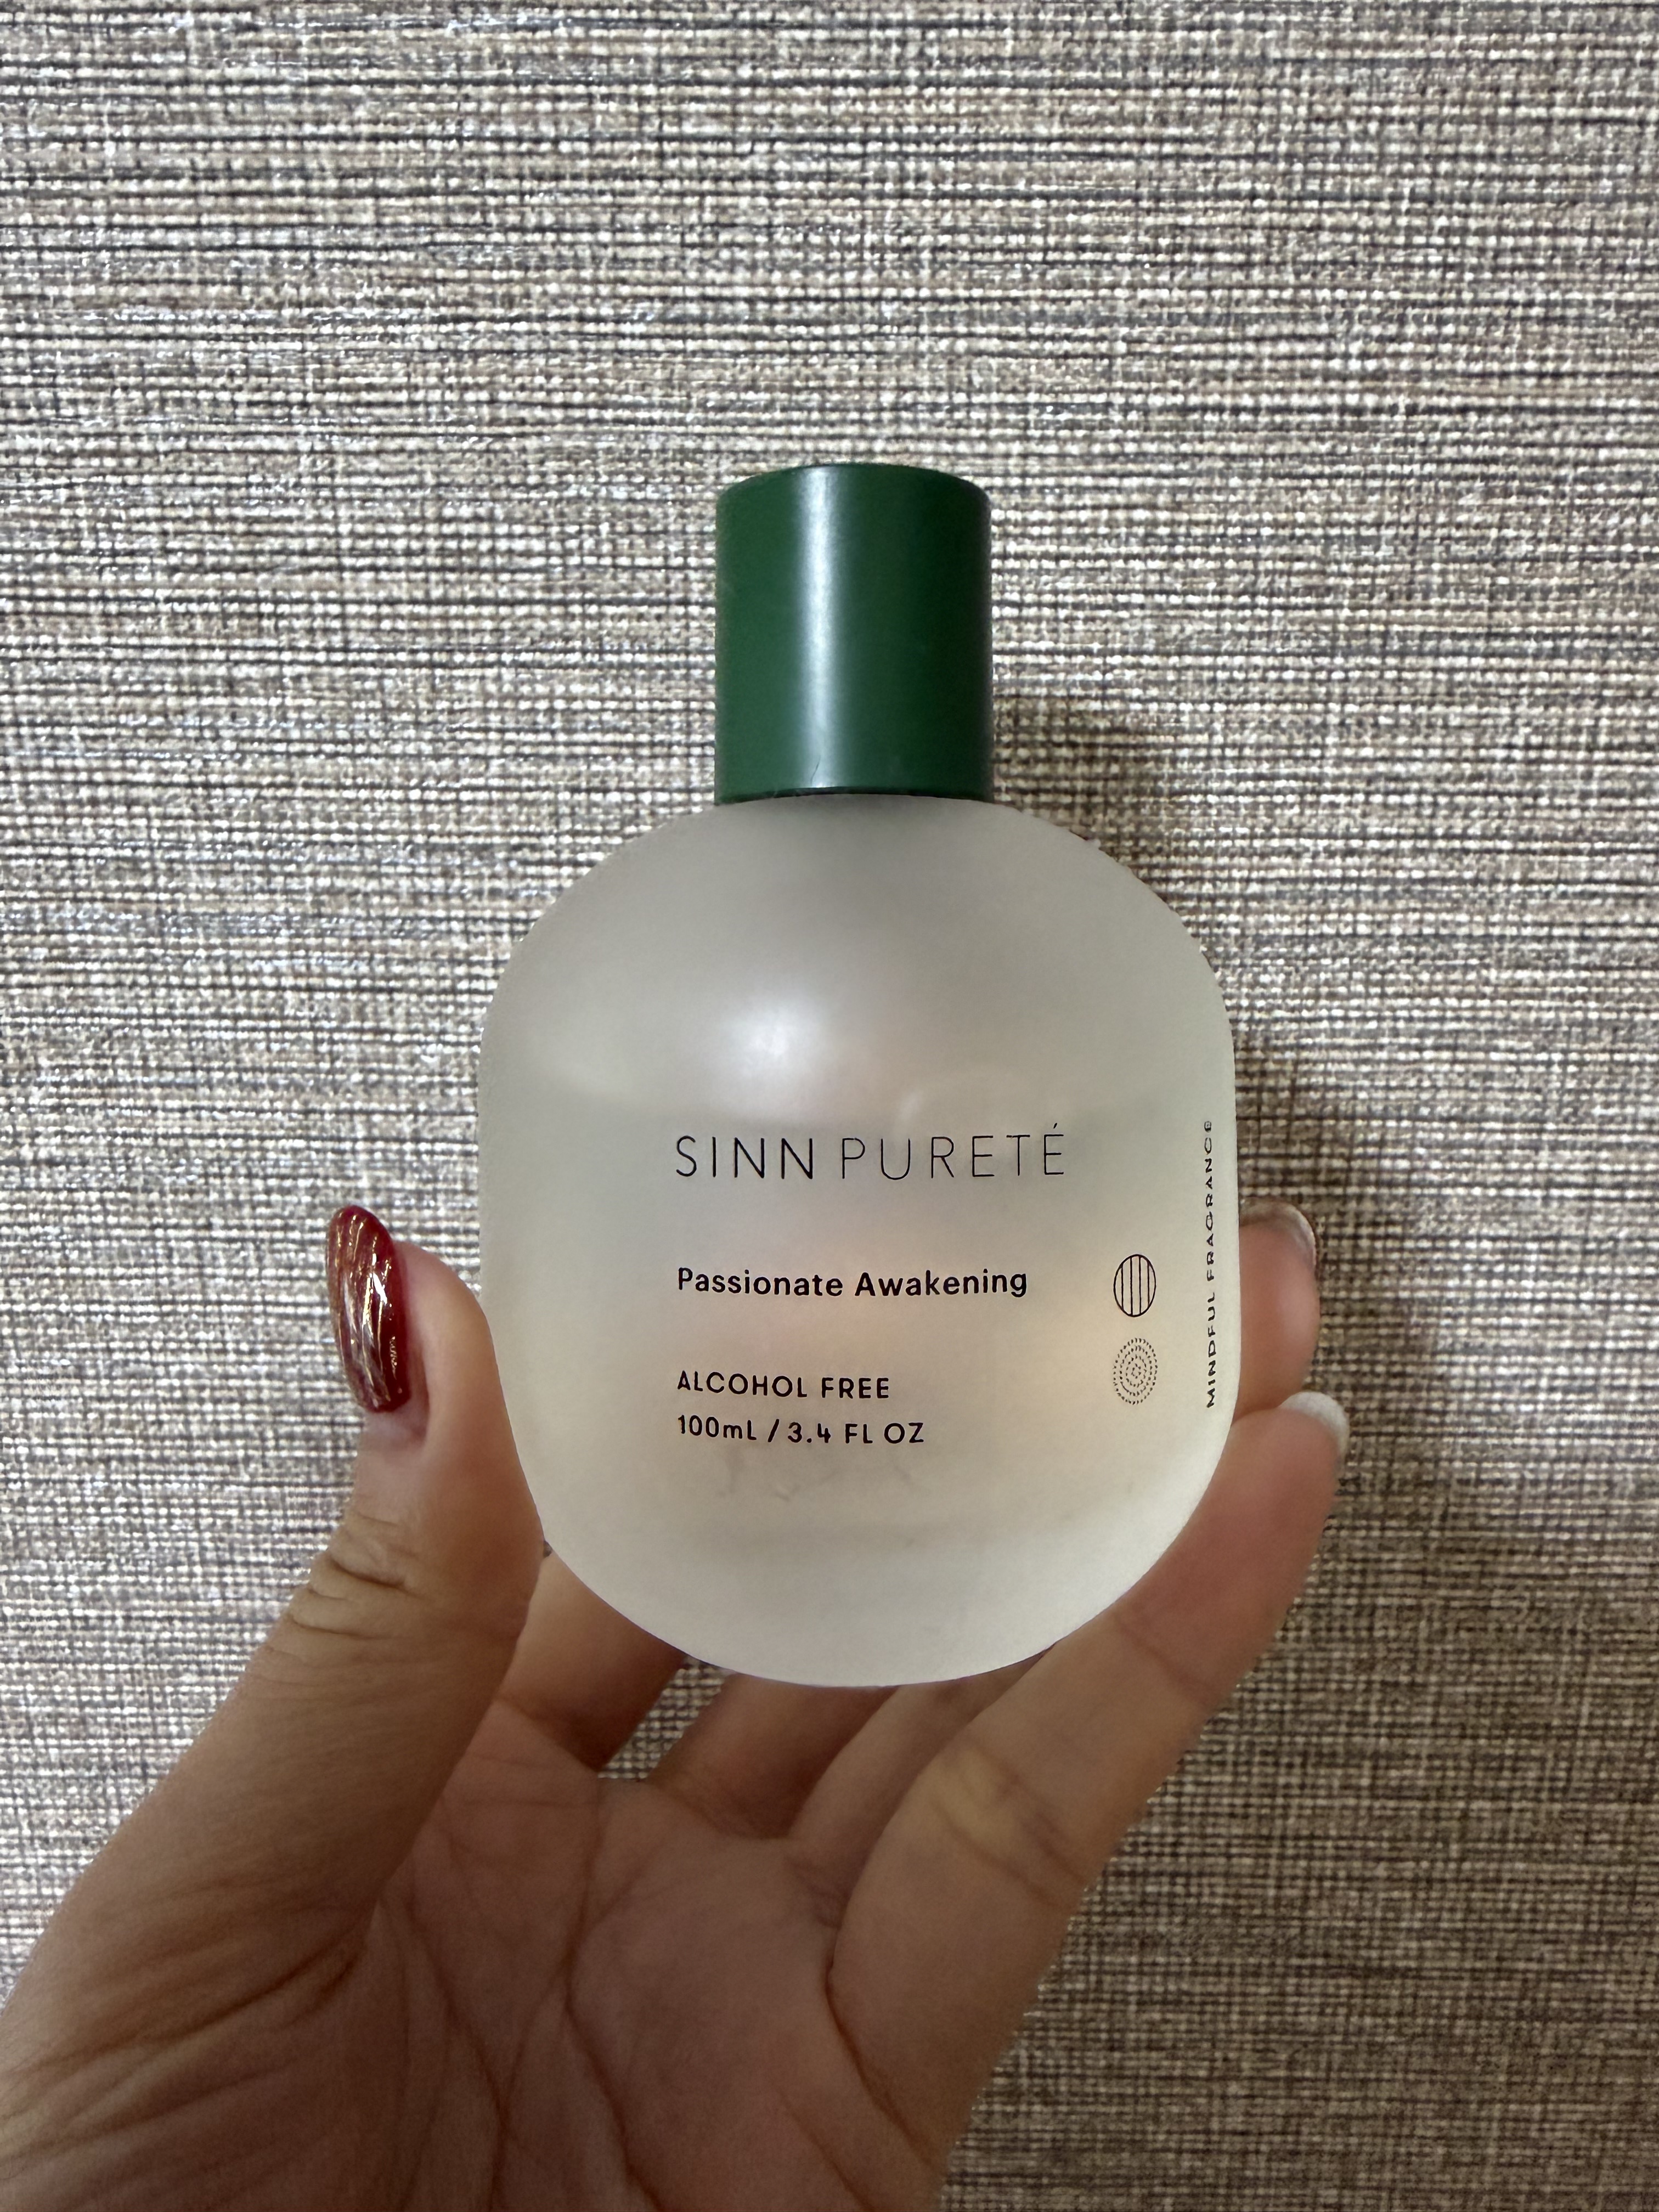 SINN PURETÉ
Passionate Awakening
ALCOHOL FREE
100mL / 3.4 FL OZ
MINDFUL FRAGRANCE